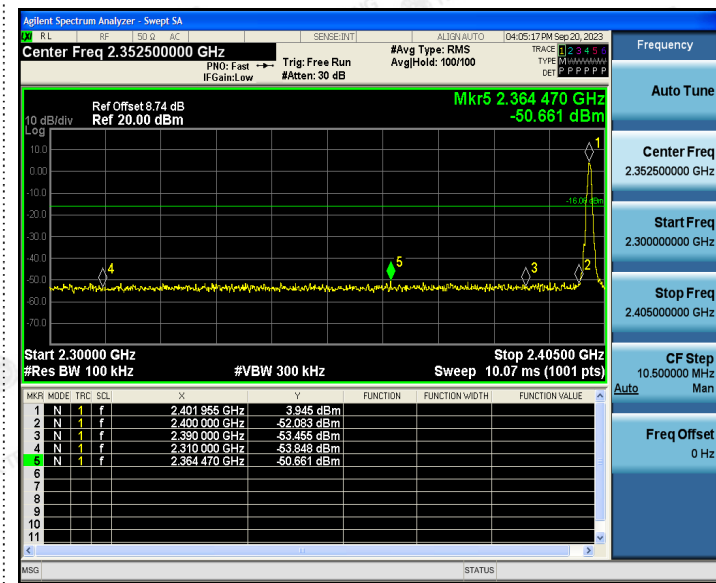 Agilent Spectrum Analyzer - Swept SA
LXI RL RF 50 Ω AC SENSE:INT ALIGN AUTO 04:05:17 PM Sep 20, 2023
Center Freq 2.352500000 GHz
PNO: Fast
IFGain:Low
Trig: Free Run
#Atten: 30 dB
#Avg Type: RMS
Avg|Hold: 100/100
TRACE 1 2 3 4 5 6
TYPE M W W W W W
DET P P P P P P
Ref Offset 8.74 dB
10 dB/div Ref 20.00 dBm
Log
Mkr5 2.364 470 GHz
-50.661 dBm
10.0
0.00
-10.0
-20.0
-30.0
-40.0
-50.0
-60.0
-70.0
1
4
5
3
2
Start 2.30000 GHz Stop 2.40500 GHz
#Res BW 100 kHz #VBW 300 kHz Sweep 10.07 ms (1001 pts)
MKR MODE TRC SCL X Y FUNCTION FUNCTION WIDTH FUNCTION VALUE
1 N 1 f 2.401 955 GHz 3.945 dBm
2 N 1 f 2.400 000 GHz -52.083 dBm
3 N 1 f 2.390 000 GHz -53.455 dBm
4 N 1 f 2.310 000 GHz -53.848 dBm
5 N 1 f 2.364 470 GHz -50.661 dBm
6
7
8
9
10
11
MSG STATUS
Frequency
Auto Tune
Center Freq
2.352500000 GHz
Start Freq
2.300000000 GHz
Stop Freq
2.405000000 GHz
CF Step
10.500000 MHz
Auto Man
Freq Offset
0 Hz